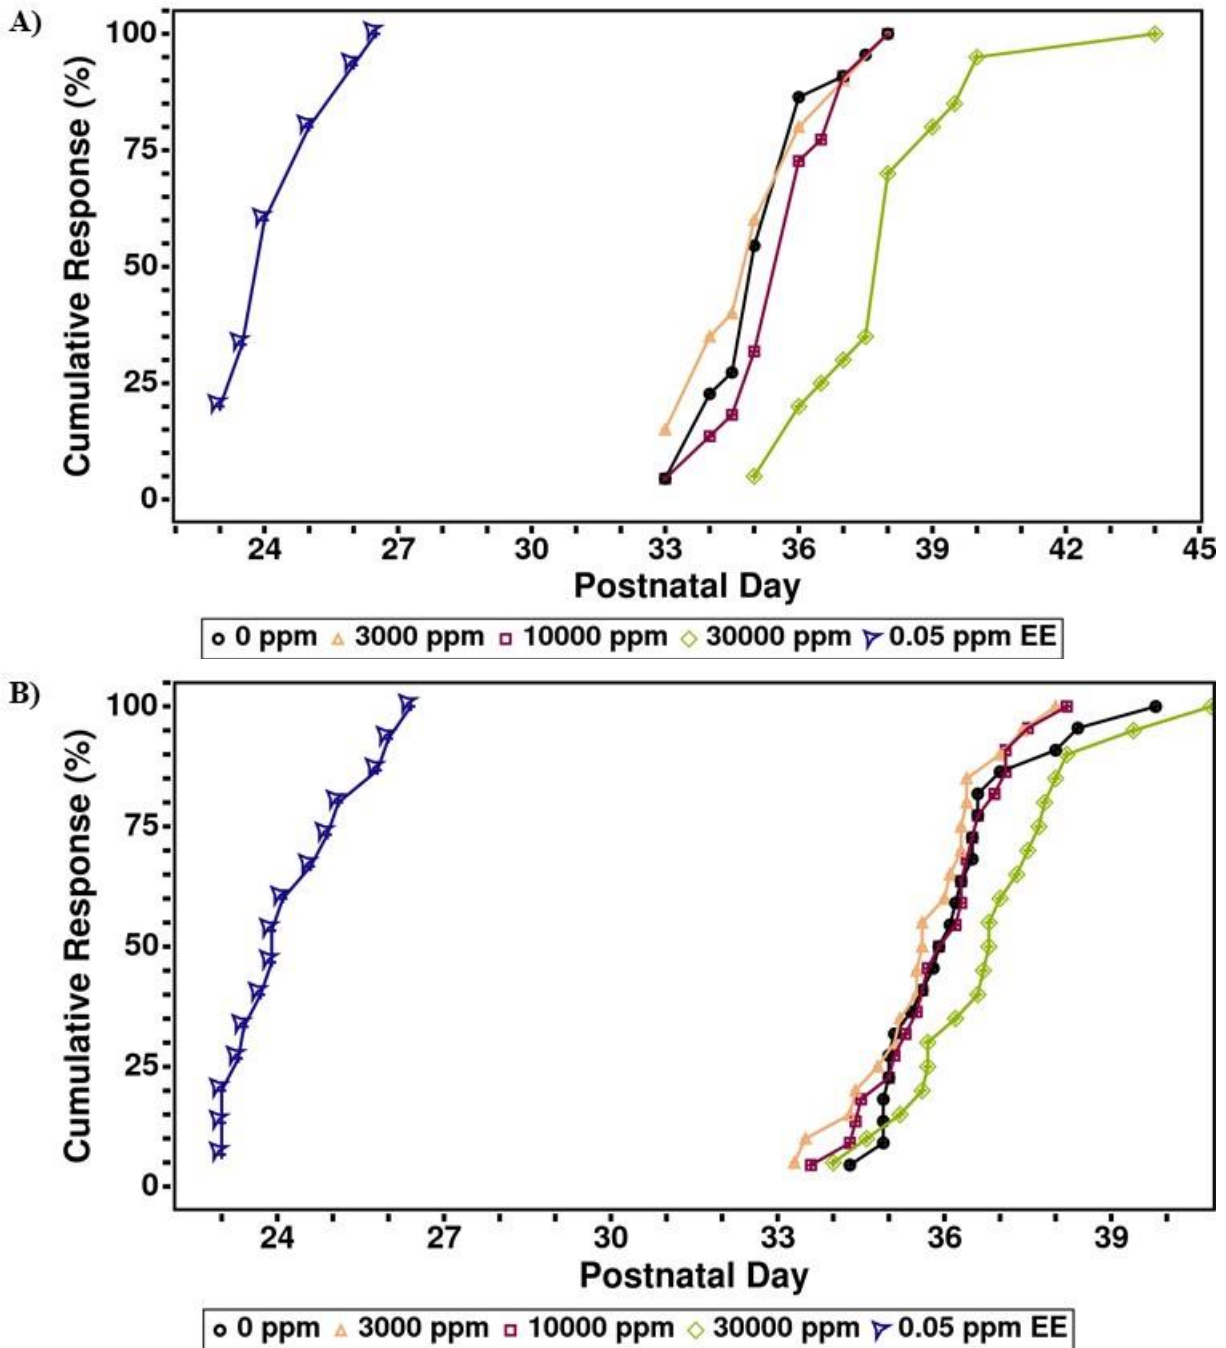 A)
Cumulative Response (%)
100
75
50
25
0
24 27 30 33 36 39 42 45
Postnatal Day
0 ppm 3000 ppm 10000 ppm 30000 ppm 0.05 ppm EE
B)
Cumulative Response (%)
100
75
50
25
0
24 27 30 33 36 39
Postnatal Day
0 ppm 3000 ppm 10000 ppm 30000 ppm 0.05 ppm EE